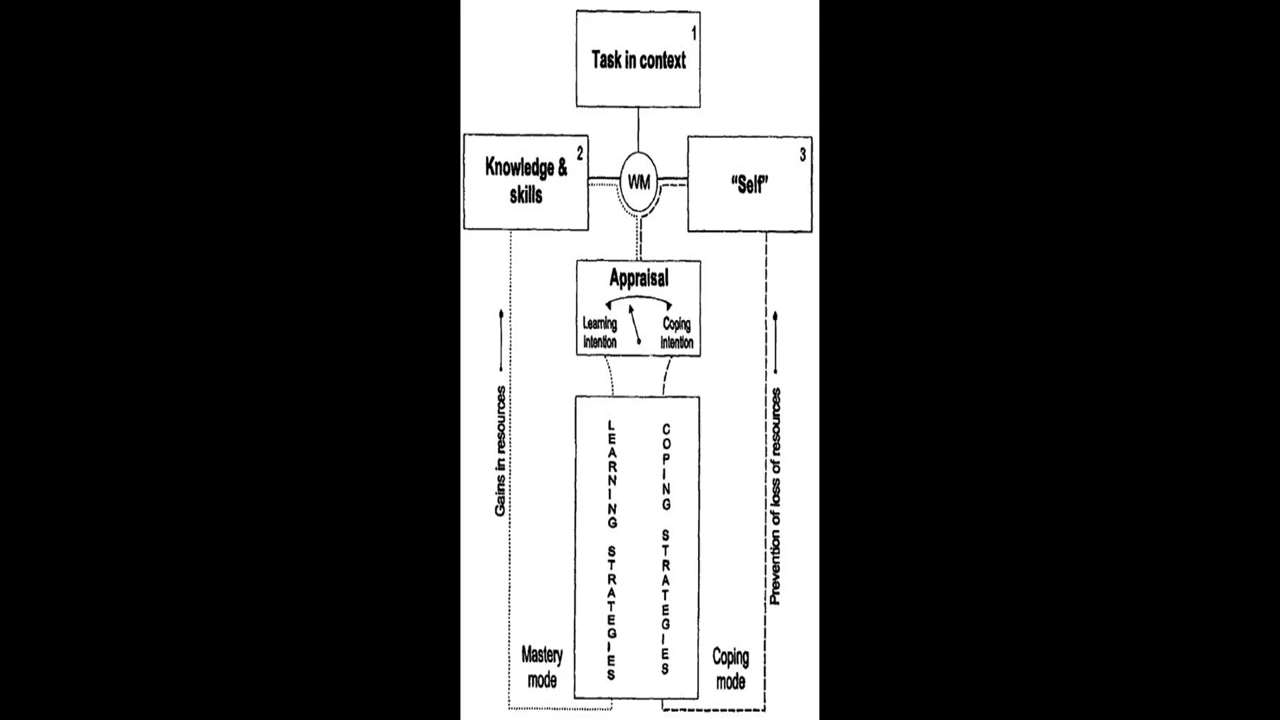 1
Task in context
2
Knowledge &
skills
WM
3
“Self”
Appraisal
Learning
intention
Coping
intention
Gains in resources
LEARNING STRATEGIES
COPING STRATEGIES
Prevention of loss of resources
Mastery
mode
Coping
mode